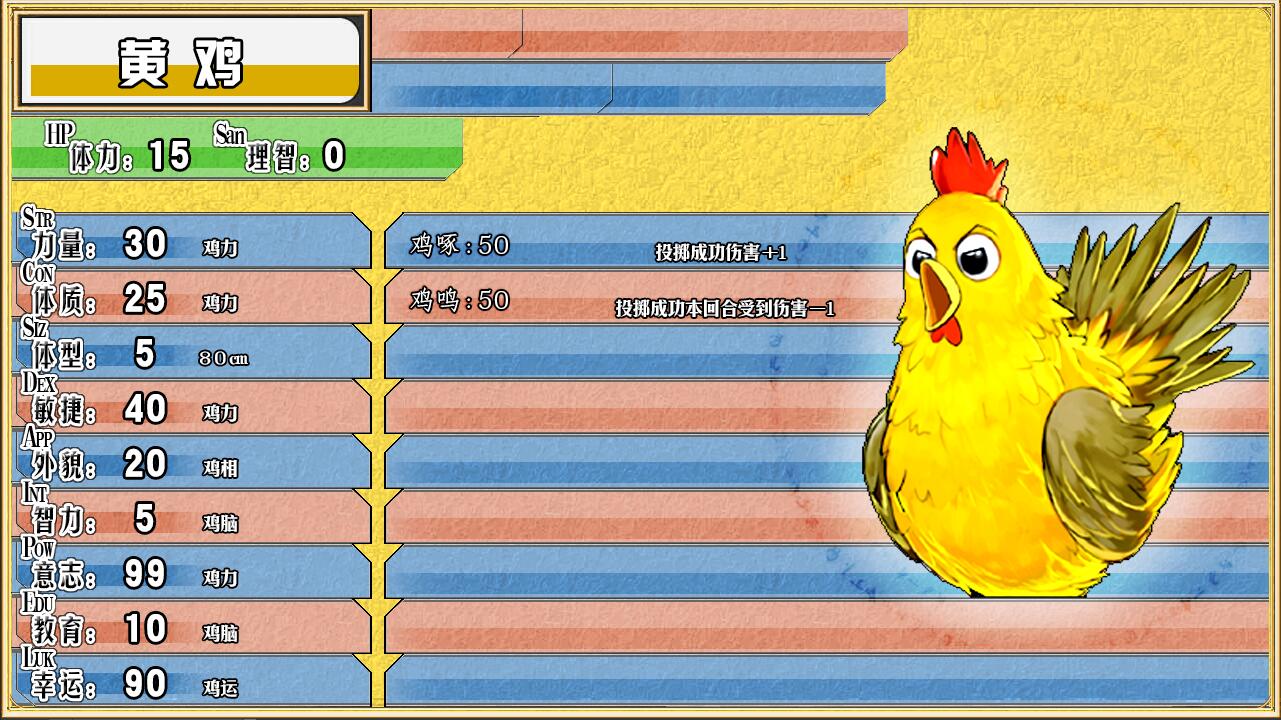 黄鸡
HP 体力：15 San 理智：0
STR 力量：30 鸡力
鸡啄：50 投掷成功伤害+1
CON 体质：25 鸡力
鸡鸣：50 投掷成功本回合受到伤害—1
SIZ 体型：5 80cm
DEX 敏捷：40 鸡力
APP 外貌：20 鸡相
INT 智力：5 鸡脑
POW 意志：99 鸡力
EDU 教育：10 鸡脑
LUK 幸运：90 鸡运